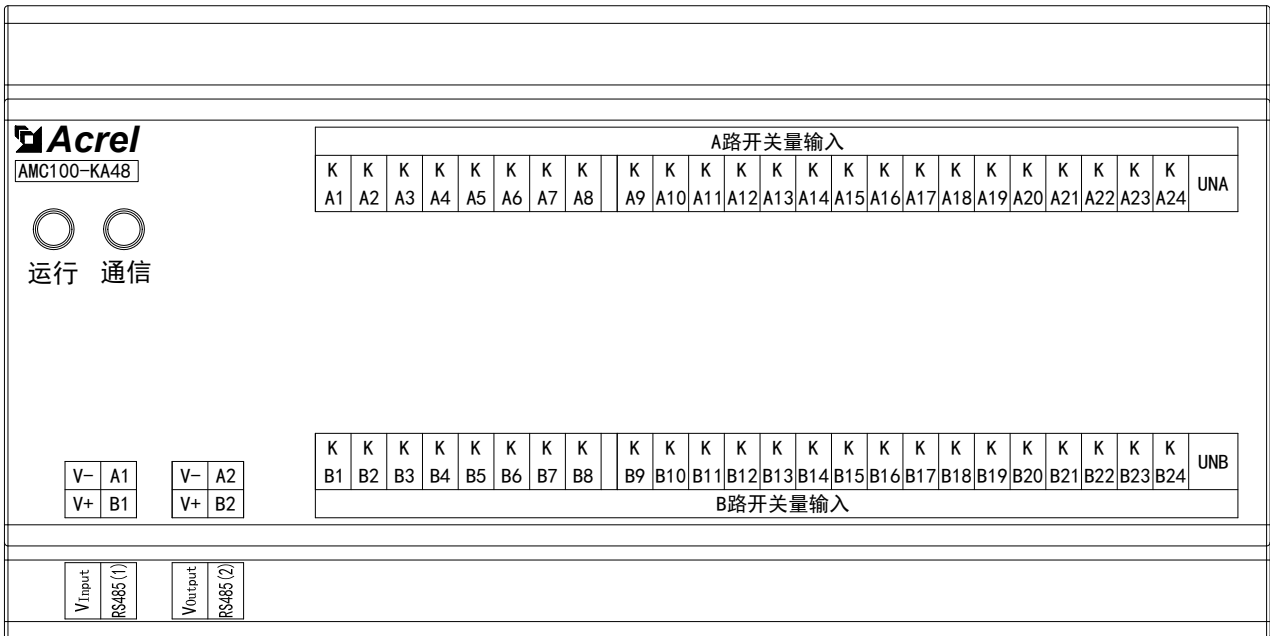 Acrel
AMC100-KA48
运行 通信
A路开关量输入
K K K K K K K K K K K K K K K K K K K K K K K K
A1 A2 A3 A4 A5 A6 A7 A8 A9 A10 A11 A12 A13 A14 A15 A16 A17 A18 A19 A20 A21 A22 A23 A24 UNA
K K K K K K K K K K K K K K K K K K K K K K K K
B1 B2 B3 B4 B5 B6 B7 B8 B9 B10 B11 B12 B13 B14 B15 B16 B17 B18 B19 B20 B21 B22 B23 B24 UNB
B路开关量输入
V- A1 V- A2
V+ B1 V+ B2
VInput RS485(1) VOutput RS485(2)